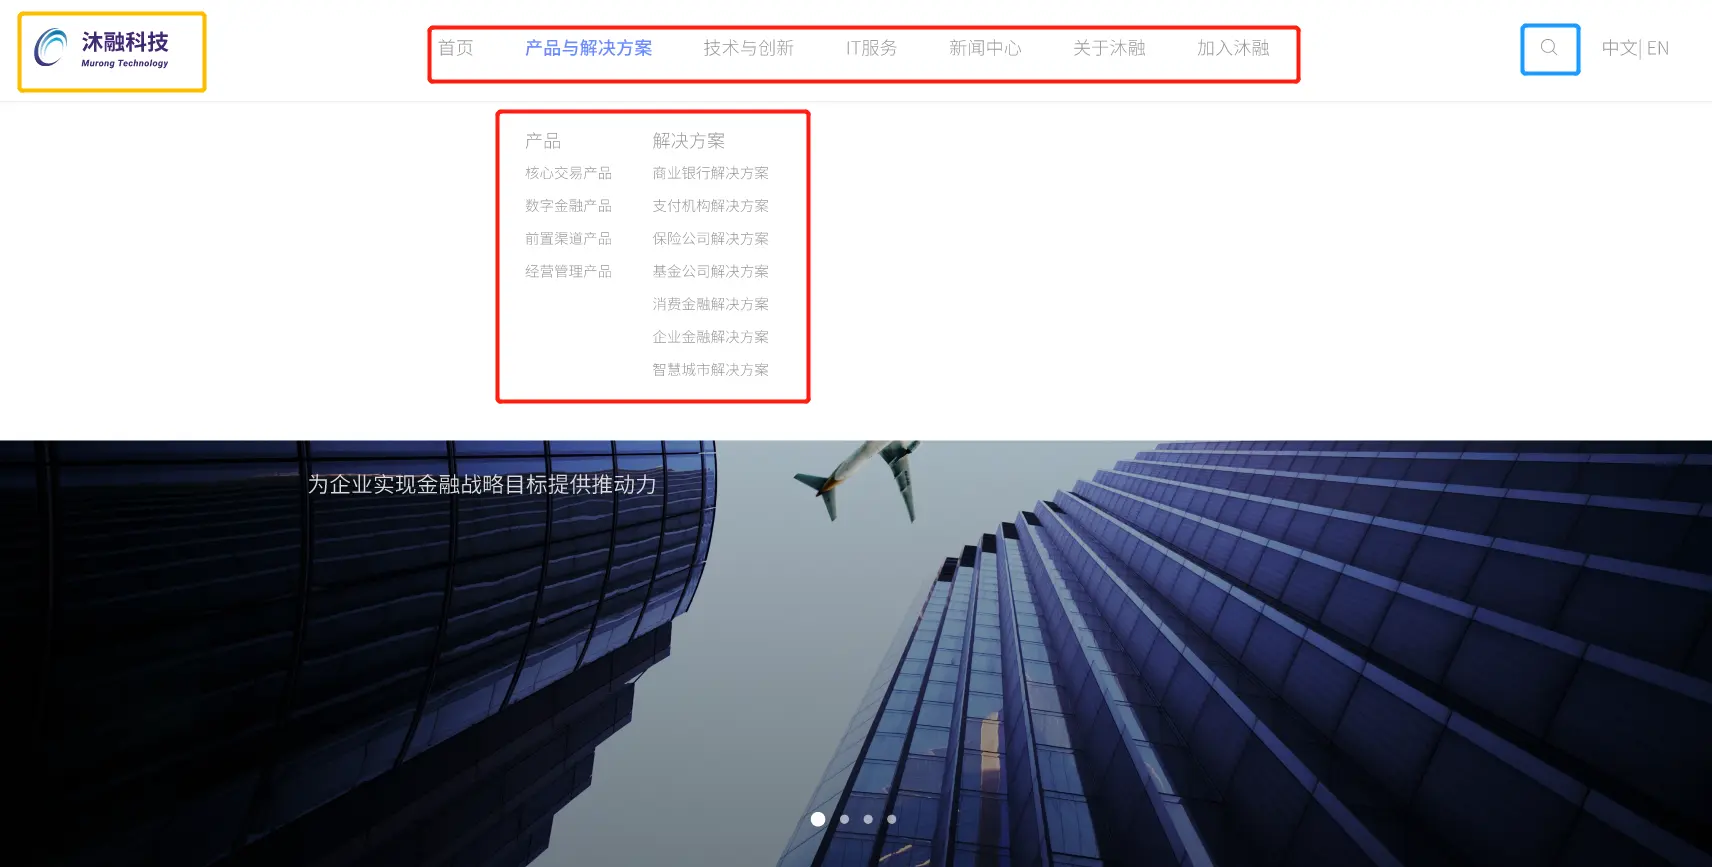 沐融科技
Murong Technology
首页 产品与解决方案 技术与创新 IT服务 新闻中心 关于沐融 加入沐融
中文| EN
产品 解决方案
核心交易产品 商业银行解决方案
数字金融产品 支付机构解决方案
前置渠道产品 保险公司解决方案
经营管理产品 基金公司解决方案
消费金融解决方案
企业金融解决方案
智慧城市解决方案
为企业实现金融战略目标提供推动力